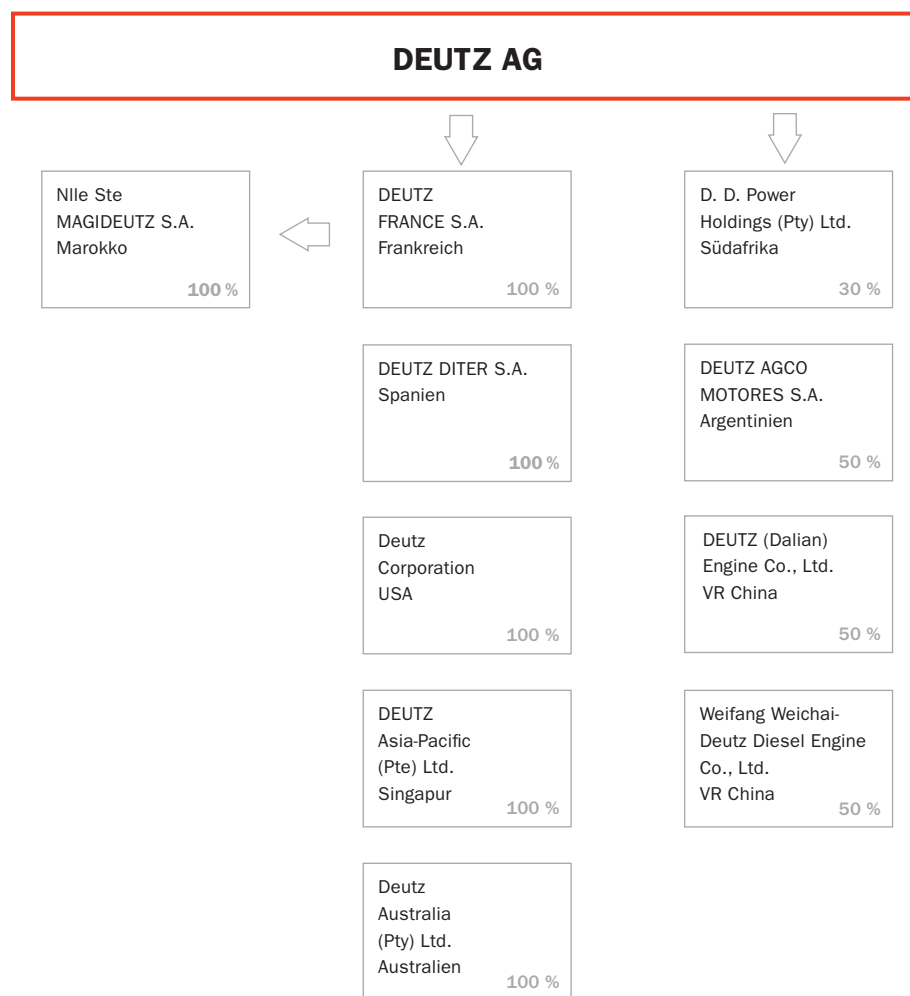 DEUTZ AG
Nlle Ste
MAGIDEUTZ S.A.
Marokko
100 %
DEUTZ
FRANCE S.A.
Frankreich
100 %
DEUTZ DITER S.A.
Spanien
100 %
Deutz
Corporation
USA
100 %
DEUTZ
Asia-Pacific
(Pte) Ltd.
Singapur
100 %
Deutz
Australia
(Pty) Ltd.
Australien
100 %
D. D. Power
Holdings (Pty) Ltd.
Südafrika
30 %
DEUTZ AGCO
MOTORES S.A.
Argentinien
50 %
DEUTZ (Dalian)
Engine Co., Ltd.
VR China
50 %
Weifang Weichai-
Deutz Diesel Engine
Co., Ltd.
VR China
50 %